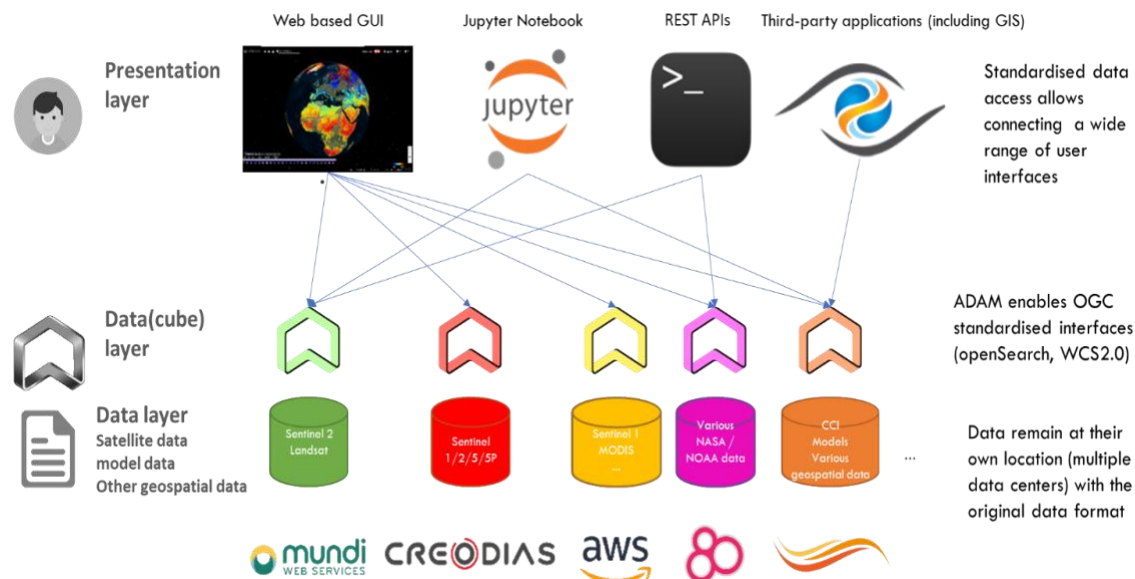 Web based GUI
Jupyter Notebook
REST APIs
Third-party applications (including GIS)
Presentation
layer
jupyter
>_
Standardised data
access allows
connecting a wide
range of user
interfaces
Data(cube)
layer
ADAM enables OGC
standardised interfaces
(openSearch, WCS2.0)
Data layer
Satellite data
model data
Other geospatial data
Sentinel 2
Landsat
Sentinel
1/2/5/5P
Sentinel 1
MODIS
...
Various
NASA /
NOAA data
CCI
Models
Various
geospatial data
...
Data remain at their
own location (multiple
data centers) with the
original data format
mundi
WEB SERVICES
CREODIAS
aws